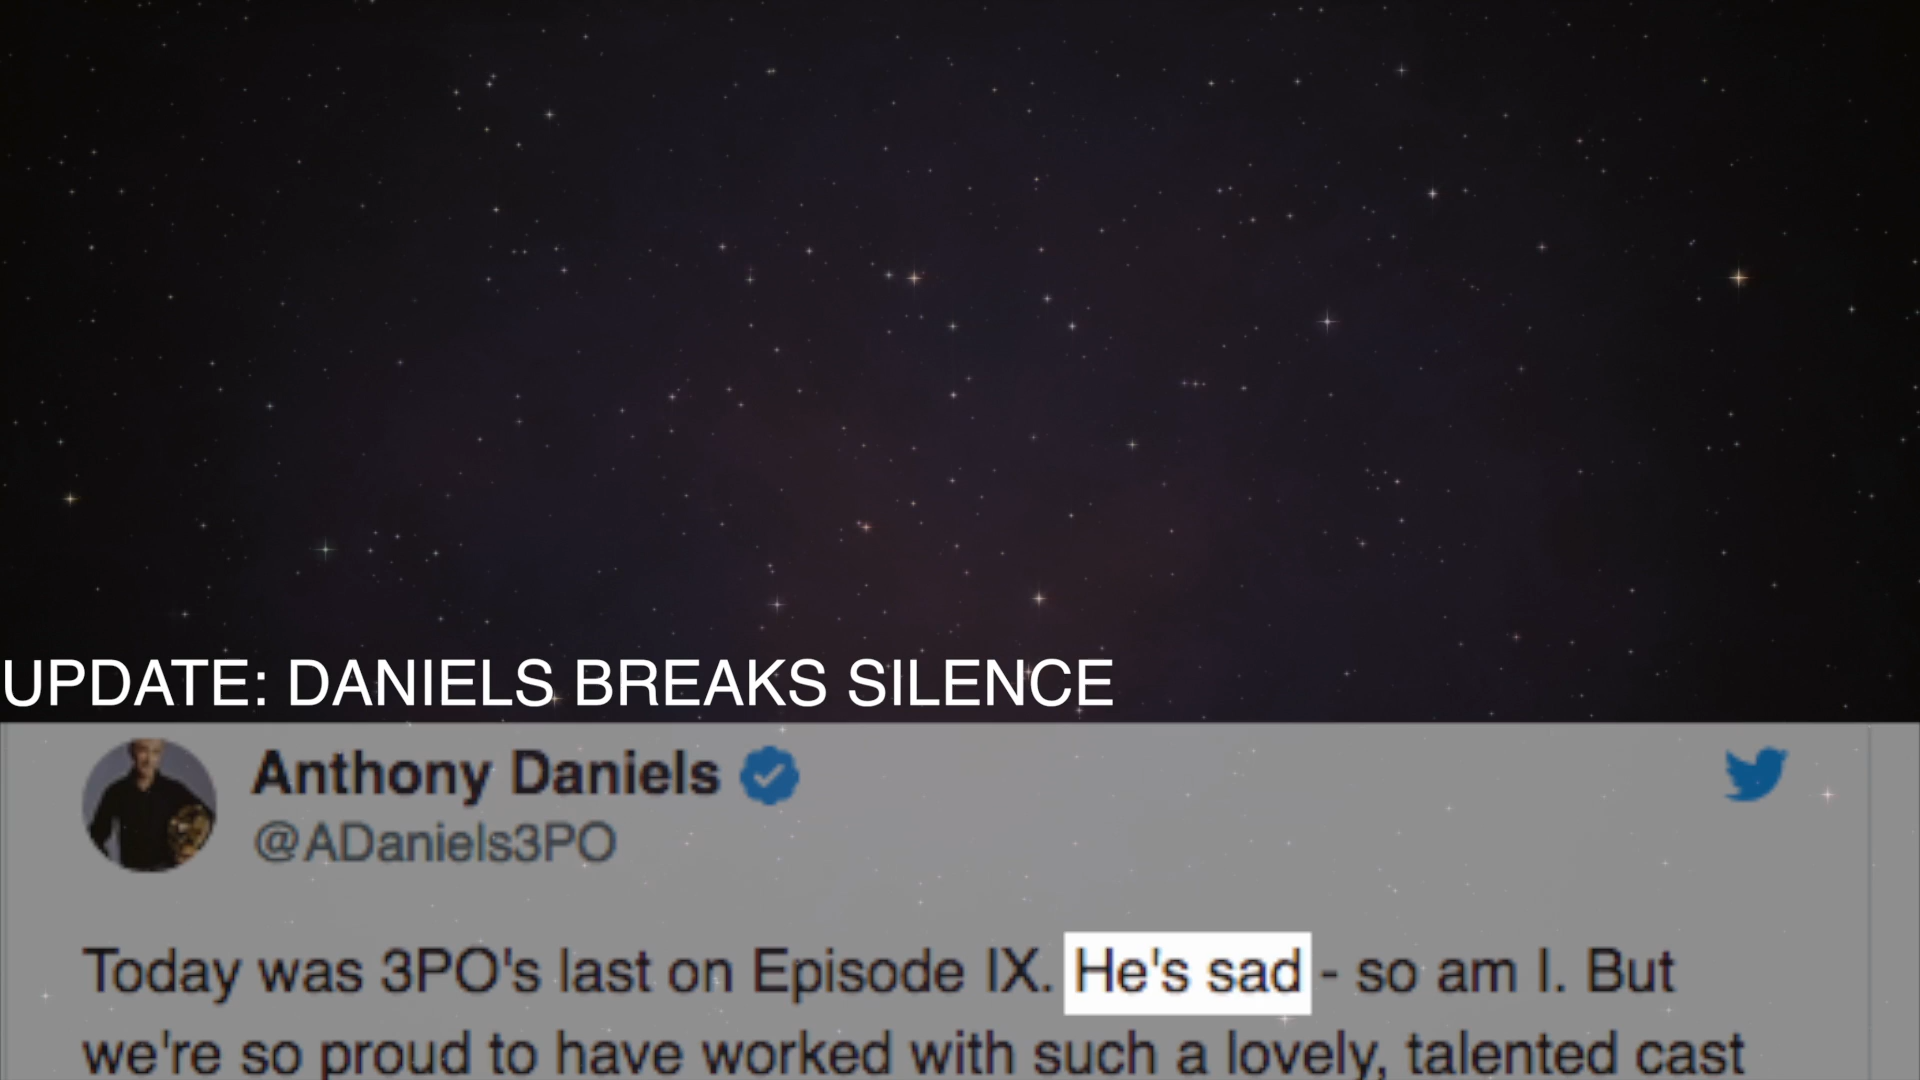 UPDATE: DANIELS BREAKS SILENCE
Anthony Daniels
@ADaniels3PO
Today was 3PO's last on Episode IX. He's sad - so am I. But
we're so proud to have worked with such a lovely, talented cast